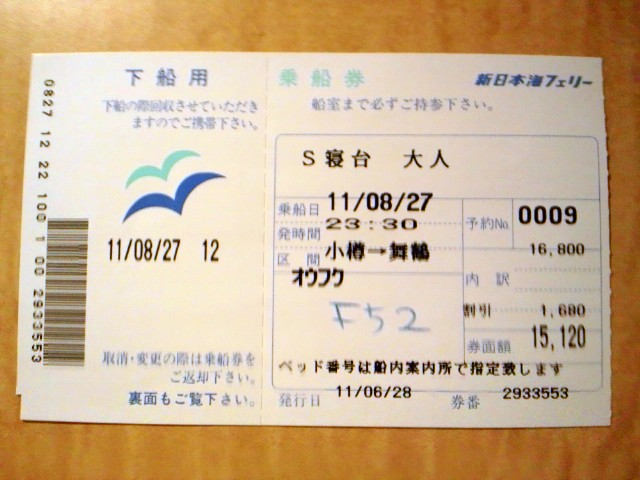 0827 12 22 100 1 00 2933553
下船用
下船の際回収させていただき
ますのでご携帯下さい。
11/08/27 12
取消・変更の際は乗船券を
ご返却下さい。
裏面もご覧下さい。
乗船券 新日本海フェリー
船室まで必ずご持参下さい。
S寝台 大人
乗船日 11/08/27
発時間 23:30
区間 小樽→舞鶴
オウフク
F52
予約No. 0009
16,800
内訳
割引 1,680
券面額 15,120
ベッド番号は船内案内所で指定致します
発行日 11/06/28 券番 2933553